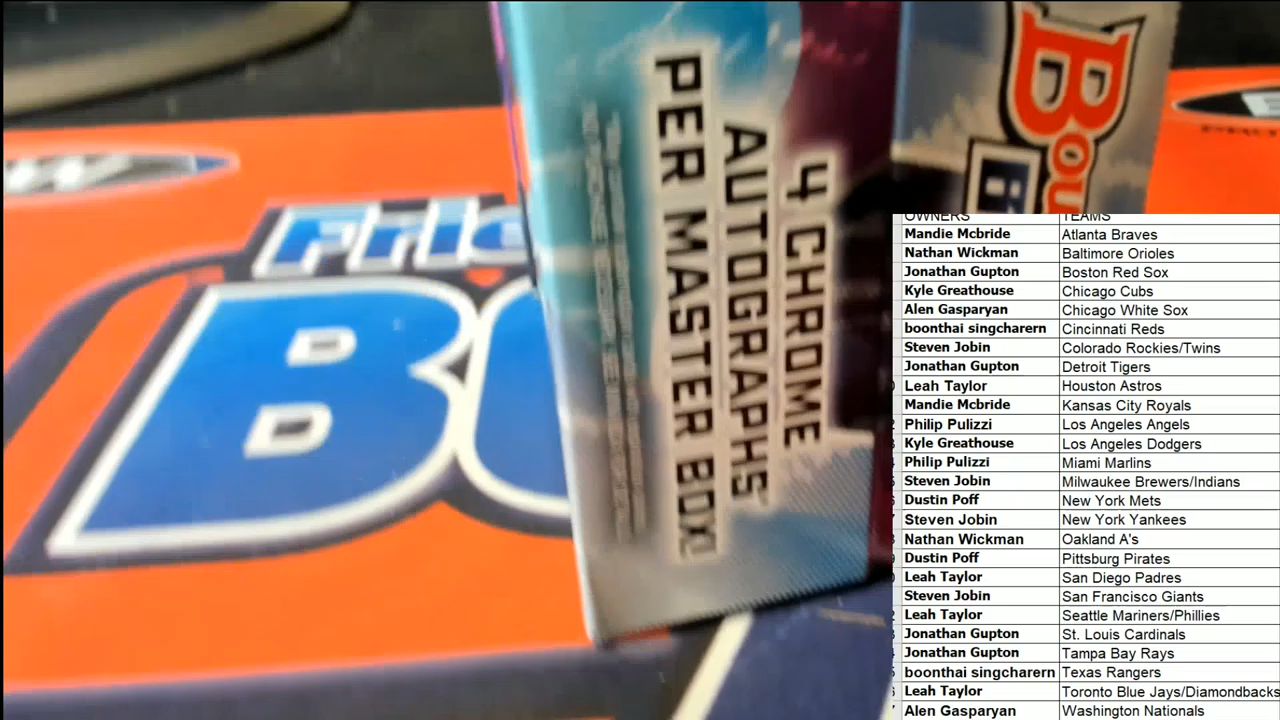 4 CHROME
AUTOGRAPHS
PER MASTER BOX!
BOW
OWNERS TEAMS
Mandie Mcbride Atlanta Braves
Nathan Wickman Baltimore Orioles
Jonathan Gupton Boston Red Sox
Kyle Greathouse Chicago Cubs
Alen Gasparyan Chicago White Sox
boonthai singcharern Cincinnati Reds
Steven Jobin Colorado Rockies/Twins
Jonathan Gupton Detroit Tigers
Leah Taylor Houston Astros
Mandie Mcbride Kansas City Royals
Philip Pulizzi Los Angeles Angels
Kyle Greathouse Los Angeles Dodgers
Philip Pulizzi Miami Marlins
Steven Jobin Milwaukee Brewers/Indians
Dustin Poff New York Mets
Steven Jobin New York Yankees
Nathan Wickman Oakland A's
Dustin Poff Pittsburg Pirates
Leah Taylor San Diego Padres
Steven Jobin San Francisco Giants
Leah Taylor Seattle Mariners/Phillies
Jonathan Gupton St. Louis Cardinals
Jonathan Gupton Tampa Bay Rays
boonthai singcharern Texas Rangers
Leah Taylor Toronto Blue Jays/Diamondbacks
Alen Gasparyan Washington Nationals